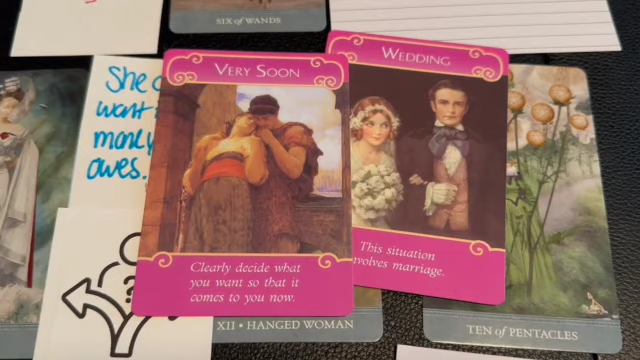 SIX of WANDS
She
want
money
owes.
VERY SOON
Clearly decide what
you want so that it
comes to you now.
WEDDING
This situation
involves marriage.
?
XII • HANGED WOMAN
TEN of PENTACLES